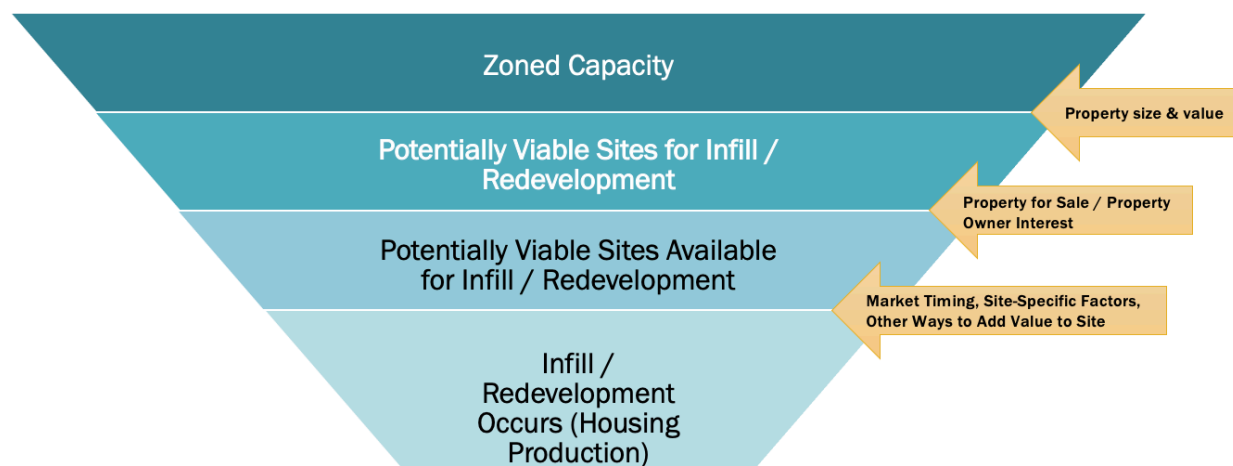 Zoned Capacity
Property size & value
Potentially Viable Sites for Infill /
Redevelopment
Property for Sale / Property
Owner Interest
Potentially Viable Sites Available
for Infill / Redevelopment
Market Timing, Site-Specific Factors,
Other Ways to Add Value to Site
Infill /
Redevelopment
Occurs (Housing
Production)